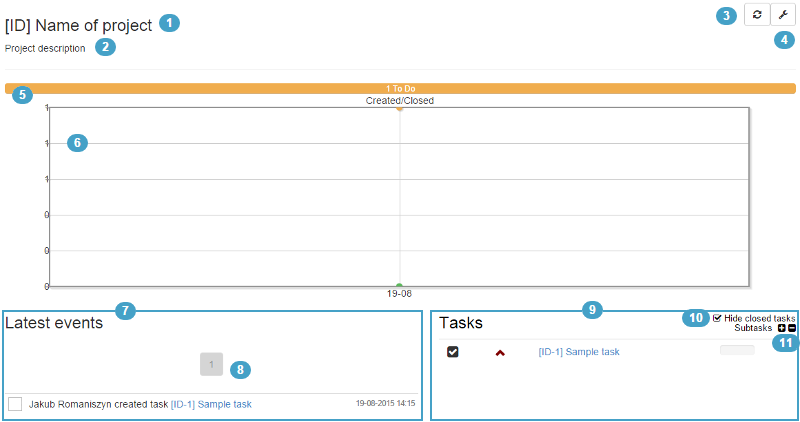 [ID] Name of project 1
3
4
Project description 2
5
1 To Do
Created/Closed
1
6
1
1
0
0
0
19-08
7
Latest events
1
8
Jakub Romaniszyn created task [ID-1] Sample task 19-08-2015 14:15
9
Tasks
10 Hide closed tasks
Subtasks
11
[ID-1] Sample task